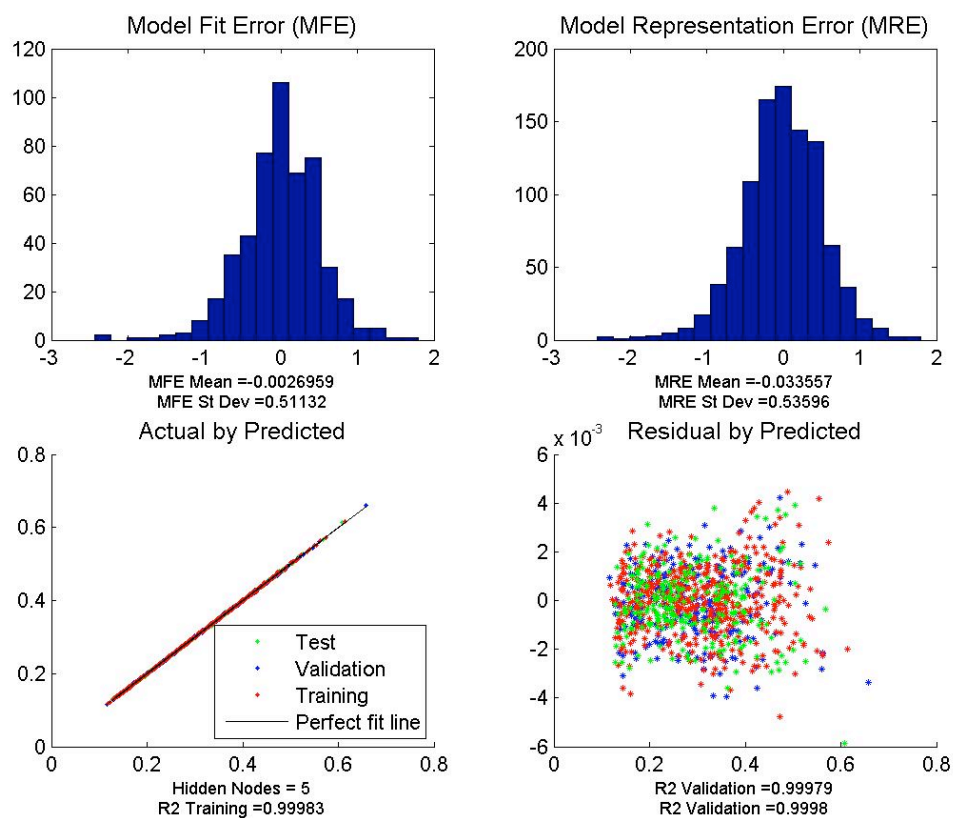 Model Fit Error (MFE)
120
100
80
60
40
20
0
-3
-2
-1
0
1
2
MFE Mean =-0.0026959
MFE St Dev =0.51132
Model Representation Error (MRE)
200
150
100
50
0
-3
-2
-1
0
1
2
MRE Mean =-0.033557
MRE St Dev =0.53596
Actual by Predicted
0.8
0.6
0.4
0.2
0
0
0.2
0.4
0.6
0.8
Test
Validation
Training
Perfect fit line
Hidden Nodes = 5
R2 Training =0.99983
Residual by Predicted
x 10-3
6
4
2
0
-2
-4
-6
0
0.2
0.4
0.6
0.8
R2 Validation =0.99979
R2 Validation =0.9998